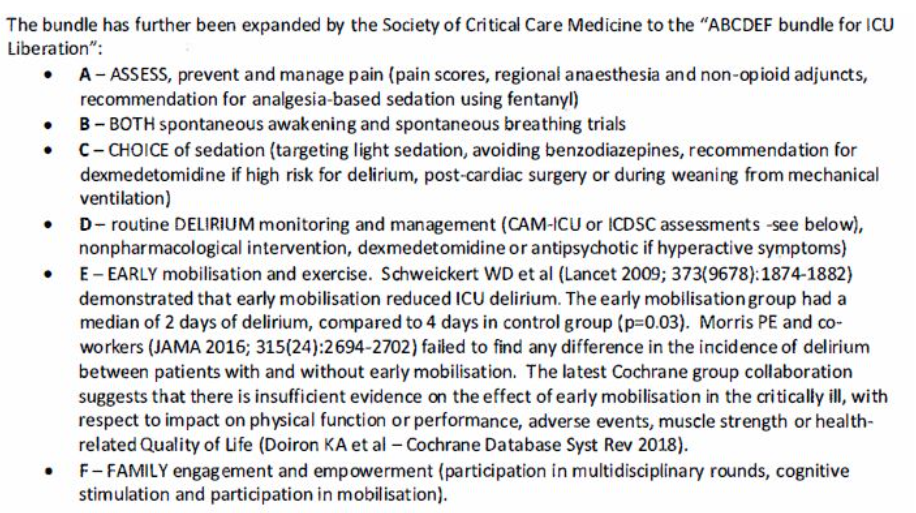 The bundle has further been expanded by the Society of Critical Care Medicine to the “ABCDEF bundle for ICU
Liberation”:
• A – ASSESS, prevent and manage pain (pain scores, regional anaesthesia and non-opioid adjuncts,
recommendation for analgesia-based sedation using fentanyl)
• B – BOTH spontaneous awakening and spontaneous breathing trials
• C – CHOICE of sedation (targeting light sedation, avoiding benzodiazepines, recommendation for
dexmedetomidine if high risk for delirium, post-cardiac surgery or during weaning from mechanical
ventilation)
• D – routine DELIRIUM monitoring and management (CAM-ICU or ICDSC assessments -see below),
nonpharmacological intervention, dexmedetomidine or antipsychotic if hyperactive symptoms)
• E – EARLY mobilisation and exercise. Schweickert WD et al (Lancet 2009; 373(9678):1874-1882)
demonstrated that early mobilisation reduced ICU delirium. The early mobilisation group had a
median of 2 days of delirium, compared to 4 days in control group (p=0.03). Morris PE and co-
workers (JAMA 2016; 315(24):2694-2702) failed to find any difference in the incidence of delirium
between patients with and without early mobilisation. The latest Cochrane group collaboration
suggests that there is insufficient evidence on the effect of early mobilisation in the critically ill, with
respect to impact on physical function or performance, adverse events, muscle strength or health-
related Quality of Life (Doiron KA et al – Cochrane Database Syst Rev 2018).
• F – FAMILY engagement and empowerment (participation in multidisciplinary rounds, cognitive
stimulation and participation in mobilisation).